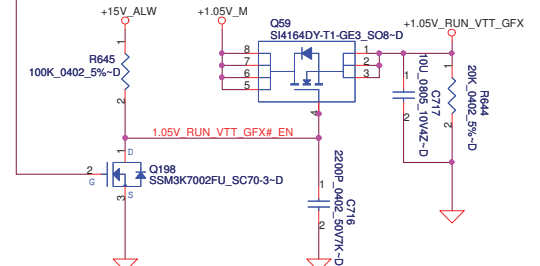 +15V_ALW
+1.05V_M
Q59
SI4164DY-T1-GE3_SO8~D
+1.05V_RUN_VTT_GFX
1
R645
100K_0402_5%~D
2
8
7
6
5
1
2
3
4
1
2
10U_0805_10V4Z~D
C717
1
2
20K_0402_5%~D
R644
1.05V_RUN_VTT_GFX#_EN
1
D
2
G
3
S
Q198
SSM3K7002FU_SC70-3~D
1
2
2200P_0402_50V7K~D
C716